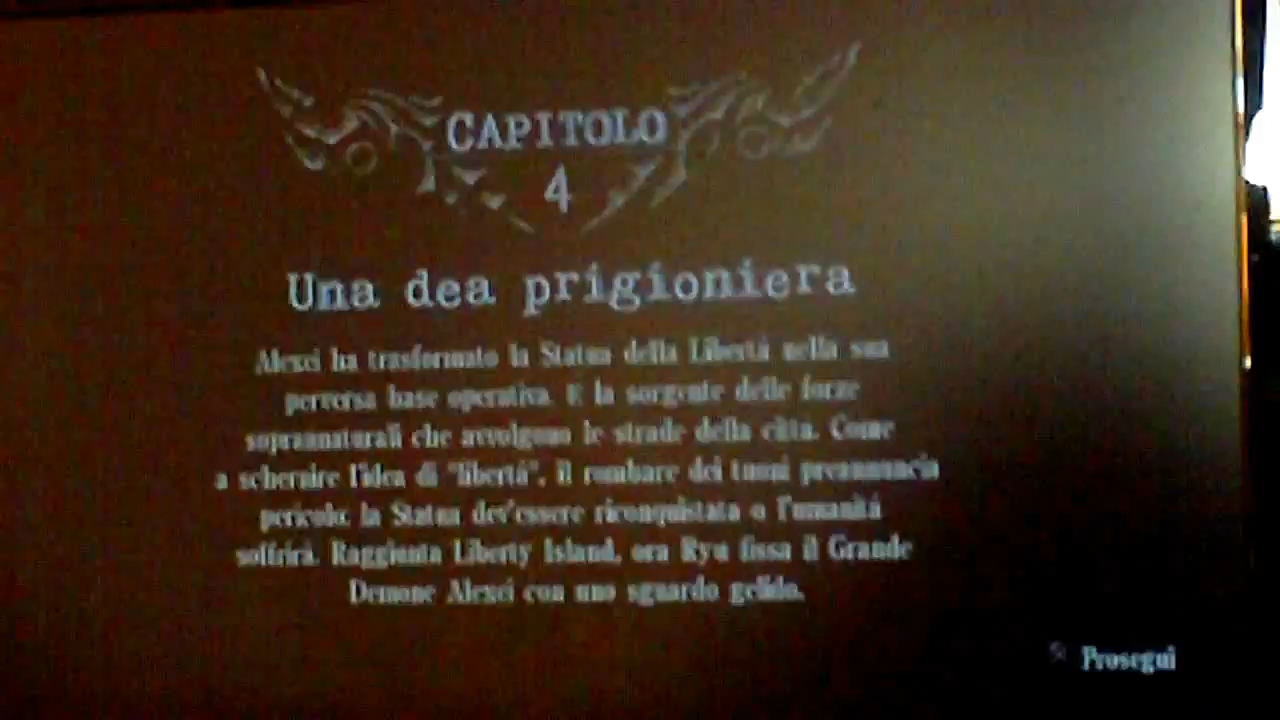 CAPITOLO
4
Una dea prigioniera
Alexei ha trasformato la Statua della Libertà nella sua
perversa base operativa. È la sorgente delle forze
soprannaturali che avvolgono le strade della città. Come
a schernire l'idea di "libertà", il rombare dei tuoni preannuncia
pericolo: la Statua dev'essere riconquistata o l'umanità
soffrirà. Raggiunta Liberty Island, ora Ryu fissa il Grande
Demone Alexei con uno sguardo gelido.
Prosegui